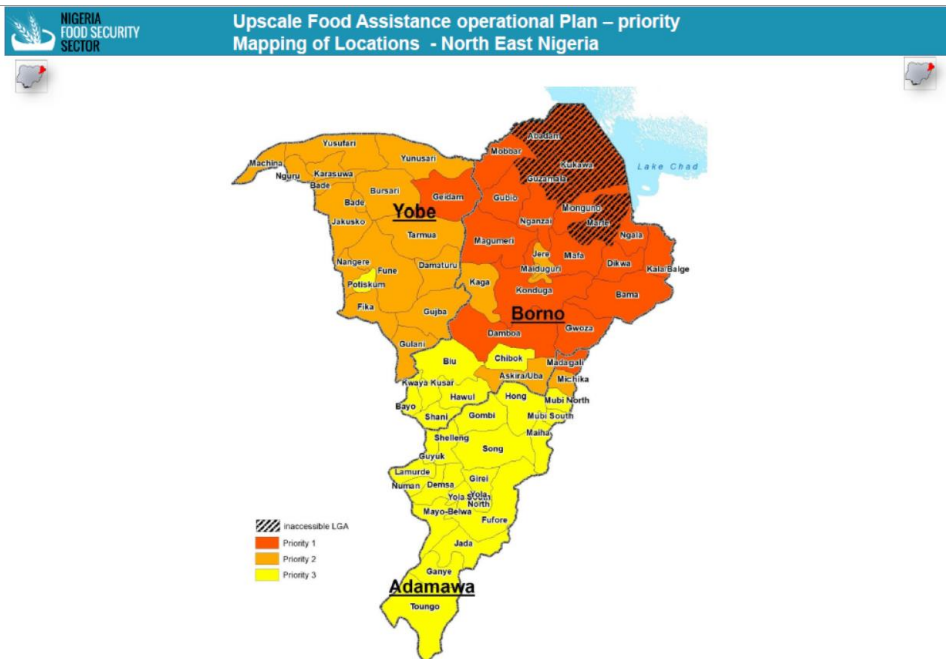 NIGERIA
FOOD SECURITY
SECTOR
Upscale Food Assistance operational Plan – priority
Mapping of Locations - North East Nigeria
Abadam
Yusufari
Mobbar
Machina
Yunusari
Kukawa
Lake Chad
Nguru
Karasuwa
Guzamala
Bade
Bursari
Geidam
Gubio
Bade
Yobe
Monguno
Marte
Jakusko
Nganzai
Ngala
Tarmua
Magumeri
Jere
Mafa
Nangere
Damaturu
Maiduguri
Dikwa
Kala/Balge
Fune
Potiskum
Kaga
Konduga
Bama
Fika
Gujba
Borno
Gwoza
Damboa
Gulani
Chibok
Madagali
Biu
Askira/Uba
Michika
Kwaya Kusar
Hawul
Hong
Mubi North
Bayo
Shani
Gombi
Mubi South
Maiha
Shelleng
Song
Guyuk
Lamurde
Girei
Numan
Demsa
Yola South
Yola
North
Mayo-Belwa
Fufore
inaccessible LGA
Priority 1
Jada
Priority 2
Priority 3
Ganye
Adamawa
Toungo